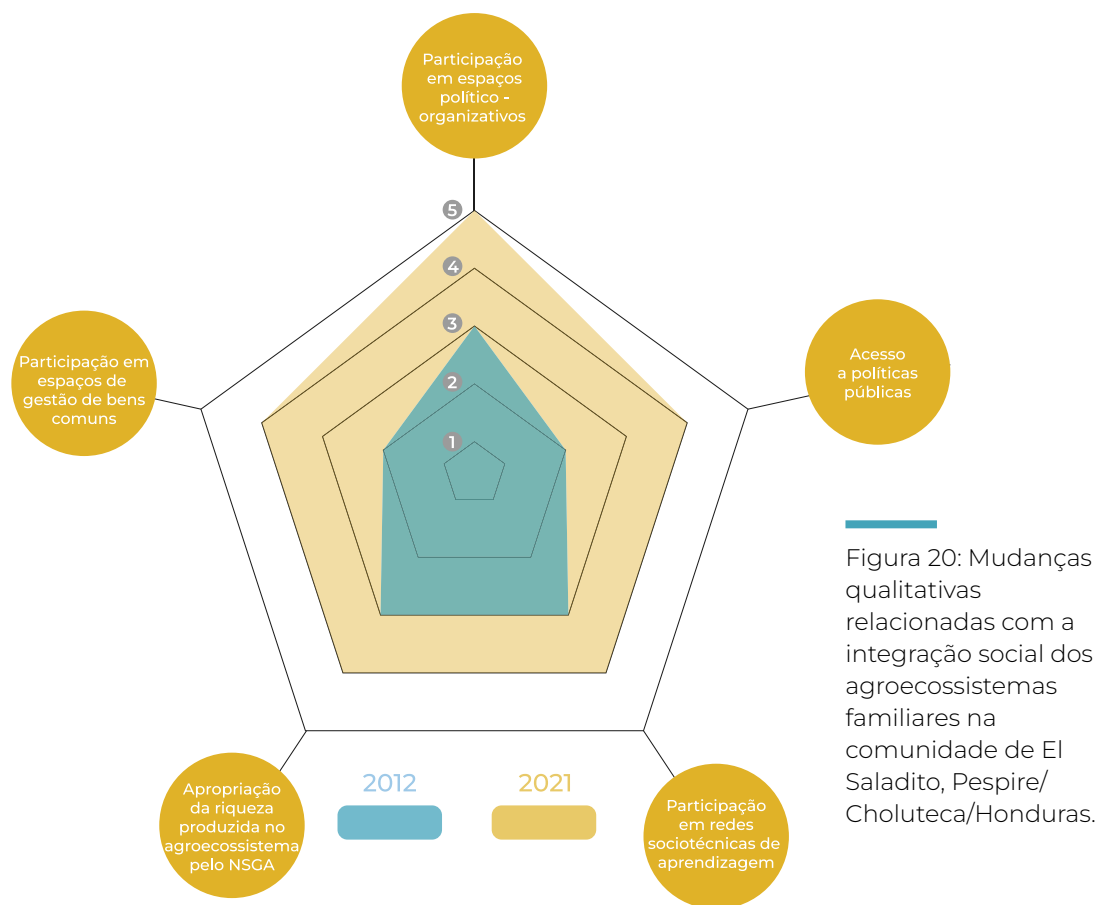 Participação
em espaços
político -
organizativos
5
4
3
2
1
Participação em
espaços de
gestão de bens
comuns
Acesso
a políticas
públicas
Apropriação
da riqueza
produzida no
agroecossistema
pelo NSGA
2012
2021
Participação
em redes
sociotécnicas de
aprendizagem
Figura 20: Mudanças
qualitativas
relacionadas com a
integração social dos
agroecossistemas
familiares na
comunidade de El
Saladito, Pespire/
Choluteca/Honduras.